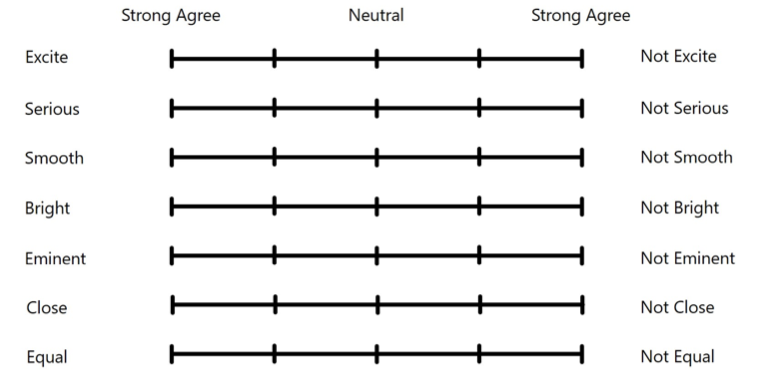 Strong Agree Neutral Strong Agree
Excite Not Excite
Serious Not Serious
Smooth Not Smooth
Bright Not Bright
Eminent Not Eminent
Close Not Close
Equal Not Equal